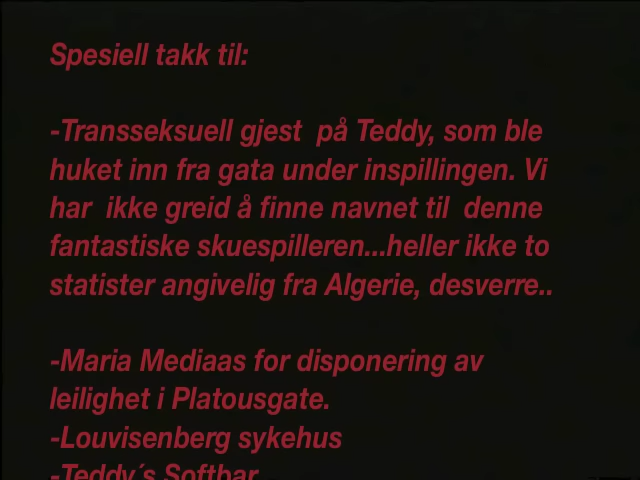 Spesiell takk til:
-Transseksuell gjest på Teddy, som ble
huket inn fra gata under inspillingen. Vi
har ikke greid å finne navnet til denne
fantastiske skuespilleren...heller ikke to
statister angivelig fra Algerie, desverre..
-Maria Mediaas for disponering av
leilighet i Platousgate.
-Louvisenberg sykehus
-Teddy´s Softbar